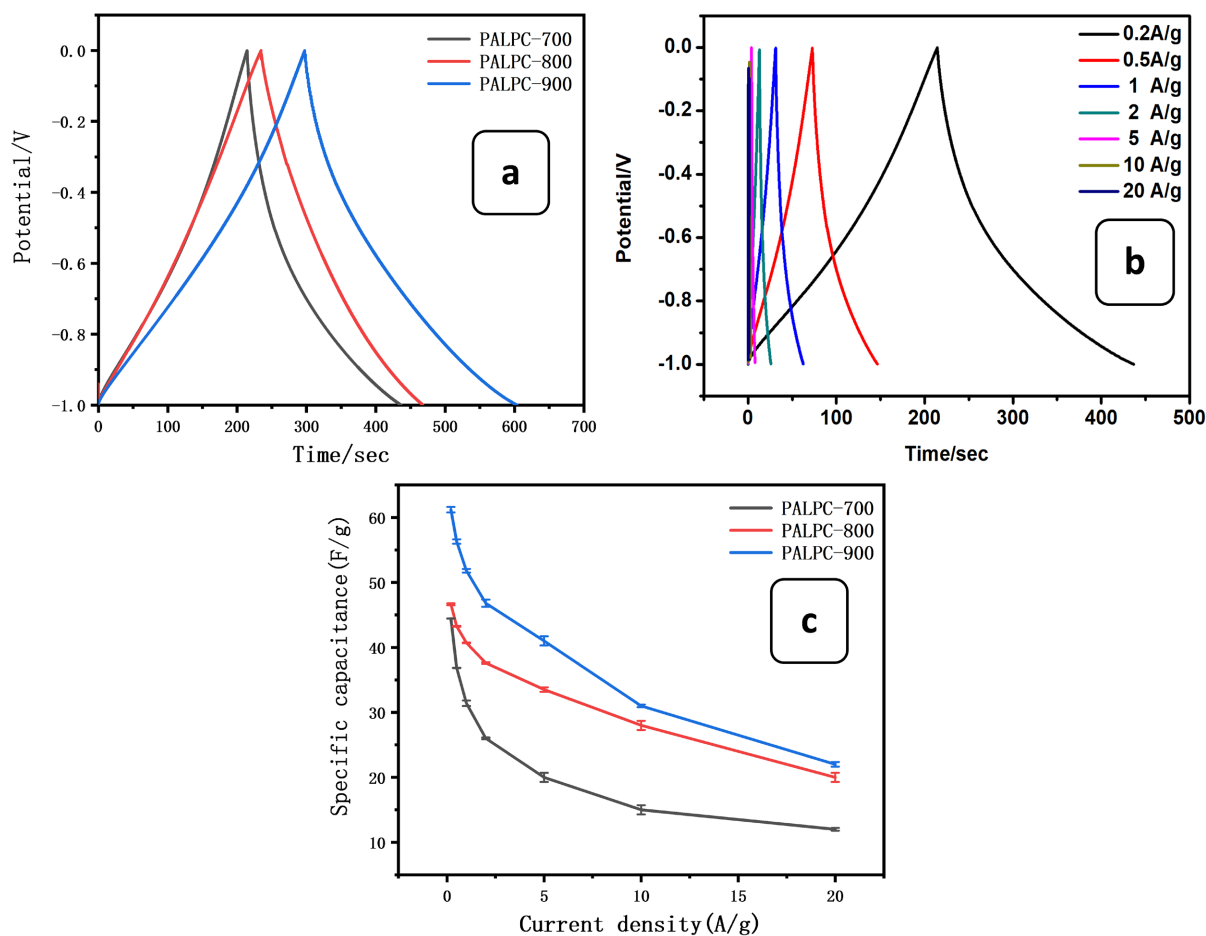 PALPC-700
PALPC-800
PALPC-900
0.0
-0.2
-0.4
-0.6
-0.8
-1.0
Potential/V
a
0 100 200 300 400 500 600 700
Time/sec
0.2A/g
0.5A/g
1 A/g
2 A/g
5 A/g
10 A/g
20 A/g
0.0
-0.2
-0.4
-0.6
-0.8
-1.0
Potential/V
b
0 100 200 300 400 500
Time/sec
PALPC-700
PALPC-800
PALPC-900
60
50
40
30
20
10
Specific capacitance(F/g)
c
0 5 10 15 20
Current density(A/g)